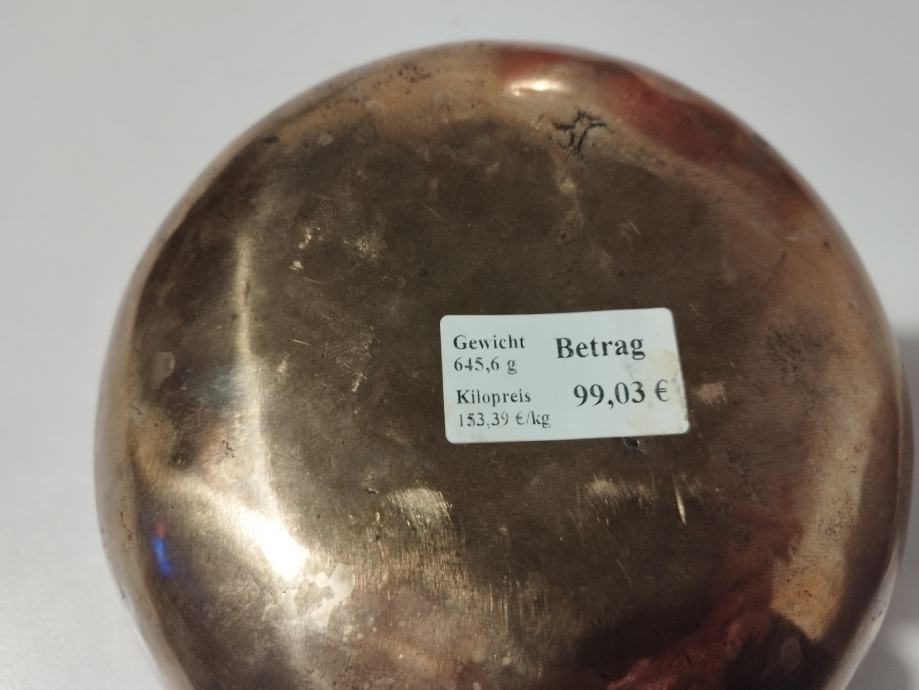 Gewicht
645,6 g
Betrag
Kilopreis
153,39 €/kg
99,03 €